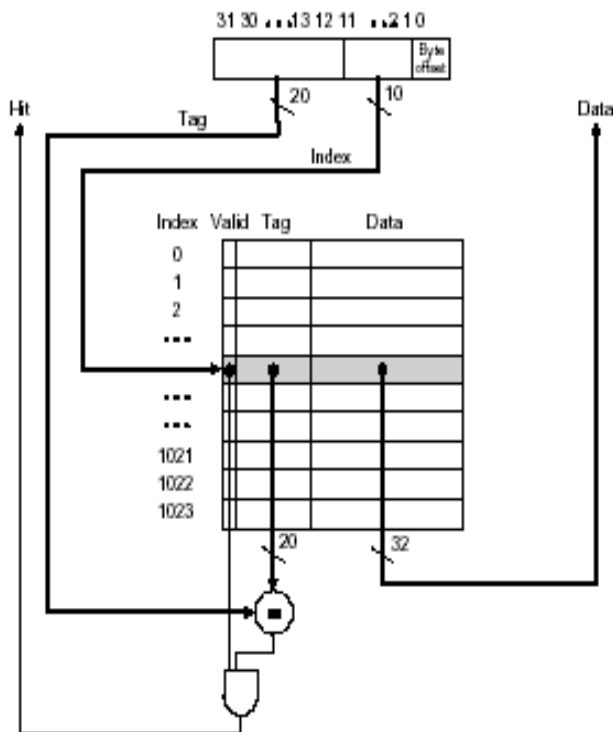 31 30 ...13 12 11 ...2 1 0
Byte offset
Hit
20
10
Data
Tag
Index
Index Valid Tag Data
0
1
2
...
...
...
1021
1022
1023
20
32
=